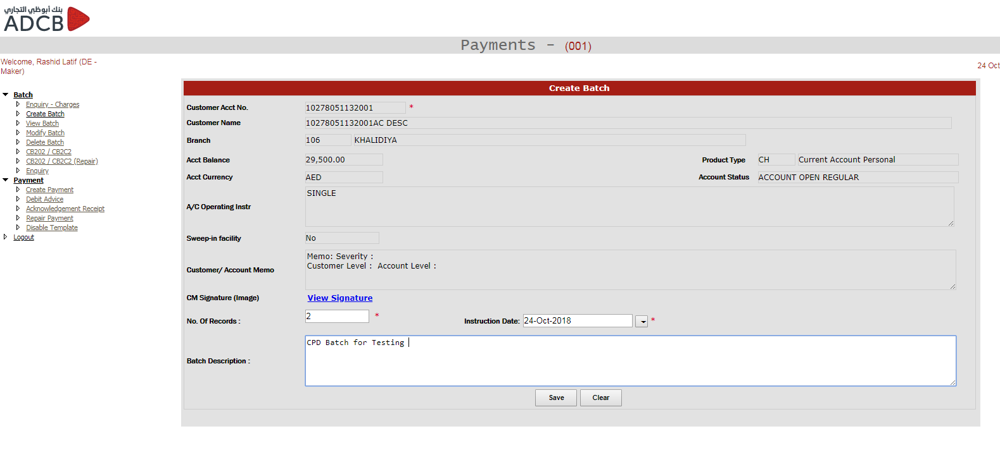 بنك أبوظبي التجاري
ADCB
Payments - (001)
Welcome, Rashid Latif (DE -
Maker)
24 Oct
Batch
Enquiry - Charges
Create Batch
View Batch
Modify Batch
Delete Batch
CB202 / CB2C2
CB202 / CB2C2 (Repair)
Enquiry
Payment
Create Payment
Debit Advice
Acknowledgement Receipt
Repair Payment
Disable Template
Logout
Create Batch
Customer Acct No. 10278051132001 *
Customer Name 10278051132001AC DESC
Branch 106 KHALIDIYA
Acct Balance 29,500.00 Product Type CH Current Account Personal
Acct Currency AED Account Status ACCOUNT OPEN REGULAR
A/C Operating Instr SINGLE
Sweep-in facility No
Customer/ Account Memo Memo: Severity :
Customer Level : Account Level :
CM Signature (Image) View Signature
No. Of Records : 2 * Instruction Date: 24-Oct-2018 *
Batch Description : CPD Batch for Testing
Save Clear